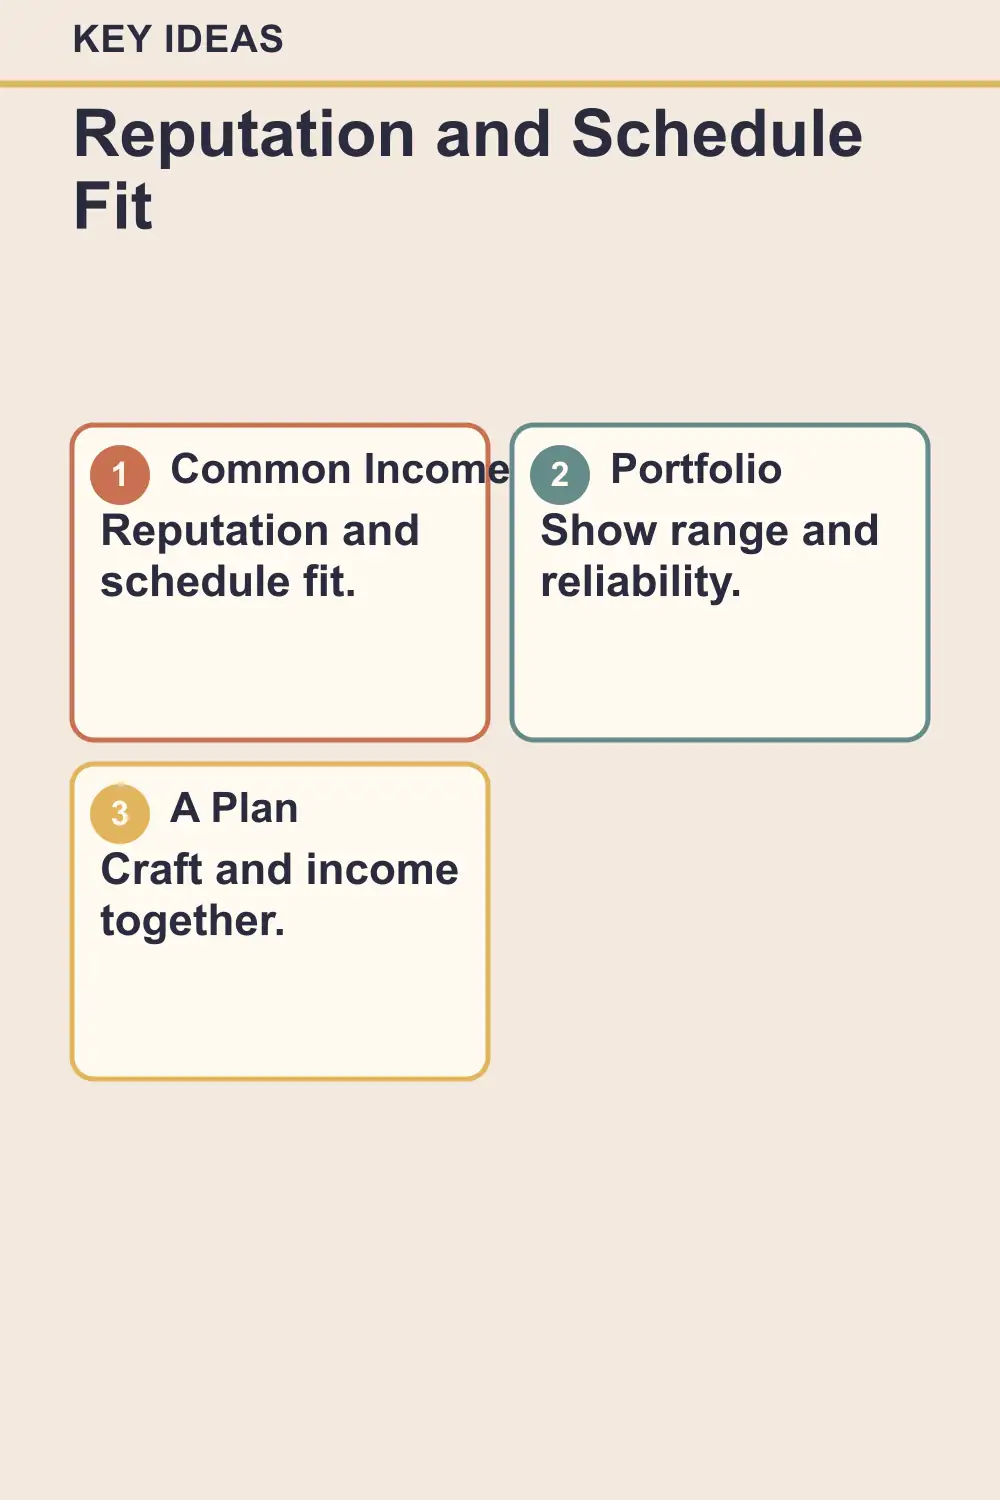 KEY IDEAS
Reputation and Schedule
Fit
1 Common Income
Reputation and
schedule fit.
2 Portfolio
Show range and
reliability.
3 A Plan
Craft and income
together.